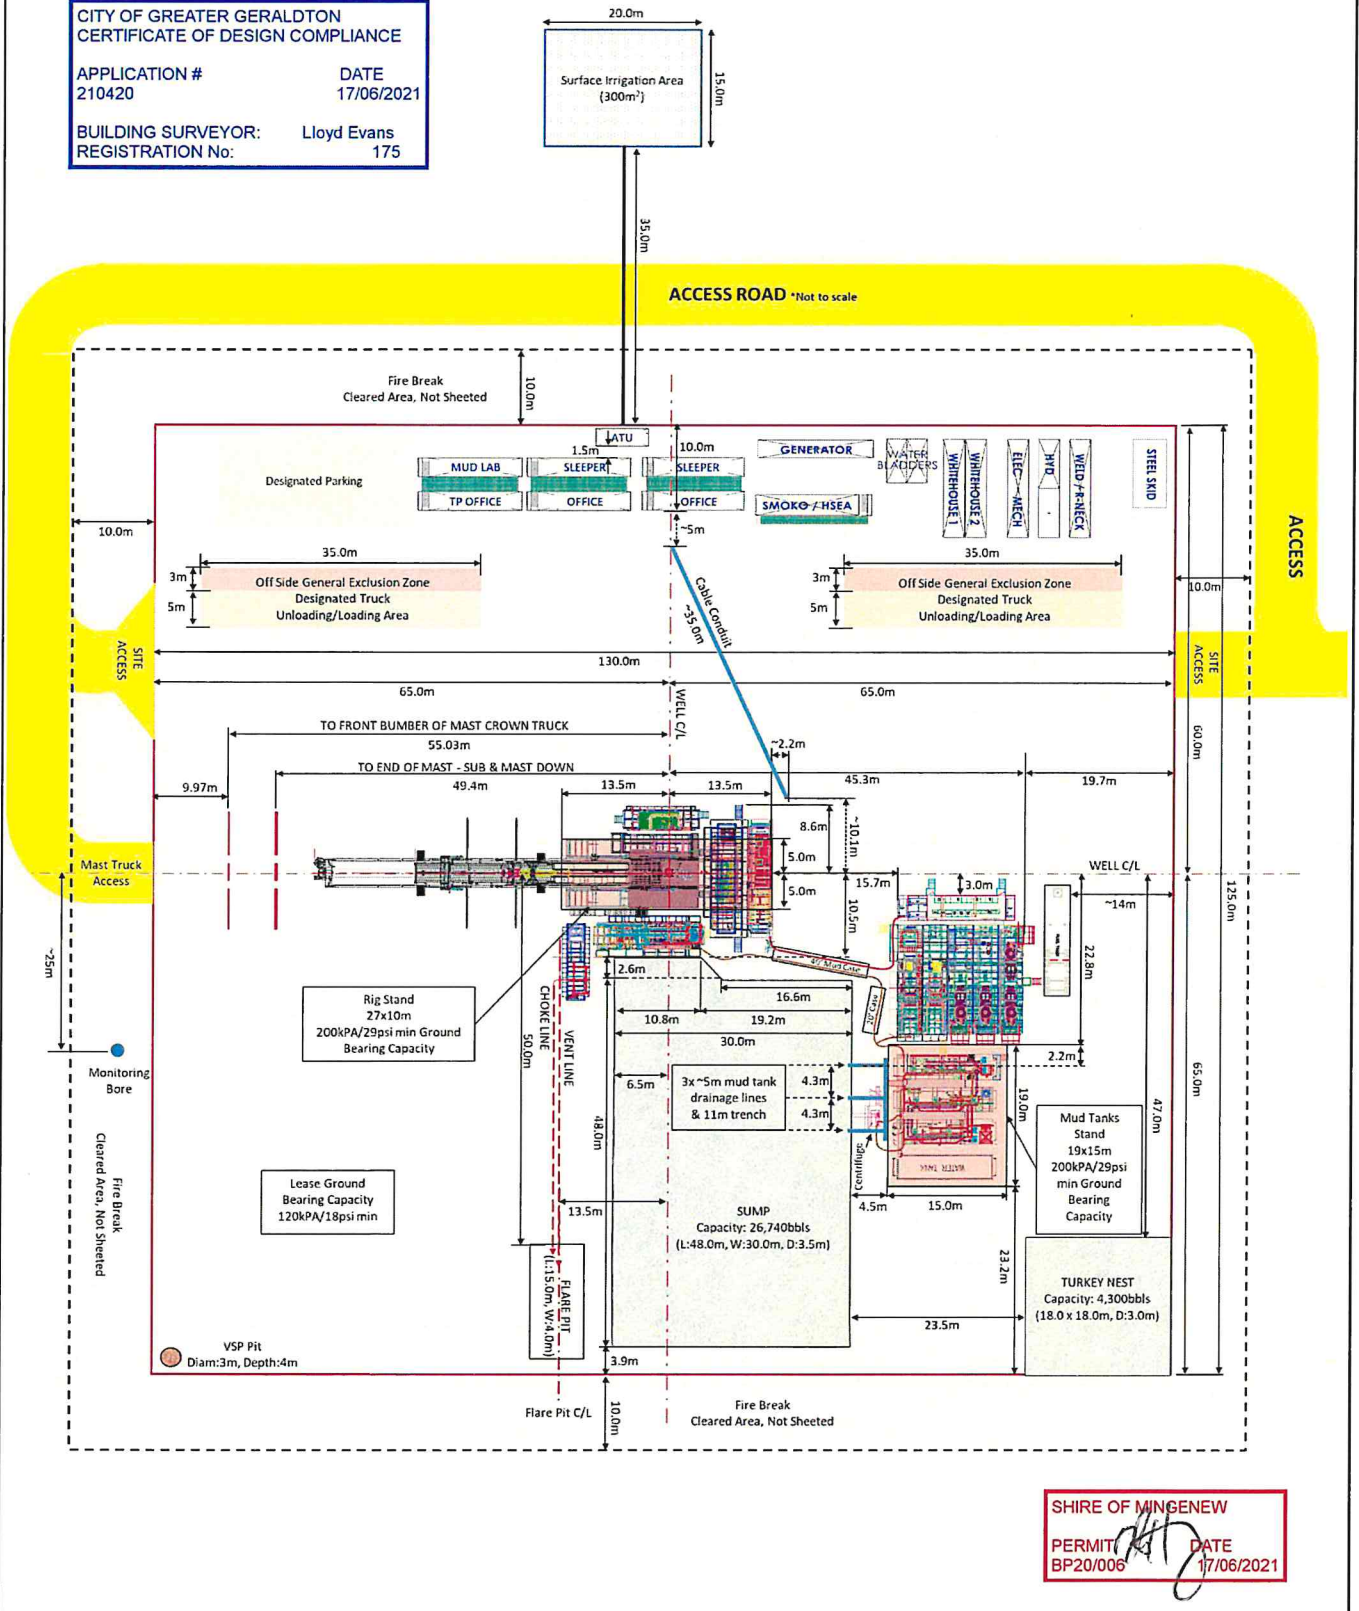 CITY OF GREATER GERALDTON
CERTIFICATE OF DESIGN COMPLIANCE
APPLICATION # DATE
210420 17/06/2021
BUILDING SURVEYOR: Lloyd Evans
REGISTRATION No: 175
20.0m
Surface Irrigation Area
(300m²)
15.0m
35.0m
ACCESS ROAD *Not to scale
Fire Break
Cleared Area, Not Sheeted
10.0m
ATU
1.5m
10.0m
GENERATOR
WATER
BLADDERS
WHITEHOUSE 1
WHITEHOUSE 2
ELEC
MECH
HYD
WELD / R-NECK
STEEL SKID
Designated Parking
MUD LAB
SLEEPER
SLEEPER
TP OFFICE
OFFICE
OFFICE
SMOKO / HSEA
~5m
10.0m
ACCESS
35.0m
35.0m
3m
Off Side General Exclusion Zone
5m
Designated Truck
Unloading/Loading Area
3m
Off Side General Exclusion Zone
5m
Designated Truck
Unloading/Loading Area
10.0m
Cable Conduit
~35.0m
SITE
ACCESS
SITE
ACCESS
130.0m
65.0m
65.0m
WELL C/L
60.0m
TO FRONT BUMBER OF MAST CROWN TRUCK
55.03m
~2.2m
TO END OF MAST - SUB & MAST DOWN
49.4m
9.97m
13.5m
13.5m
45.3m
19.7m
8.6m
~10.1m
5.0m
5.0m
Mast Truck
Access
WELL C/L
15.7m
3.0m
~14m
10.5m
125.0m
~25m
22.8m
40' Mud Case
20' Case
2.6m
16.6m
10.8m
19.2m
30.0m
Rig Stand
27x10m
200kPA/29psi min Ground
Bearing Capacity
CHOKE LINE
VENT LINE
50.0m
Monitoring
Bore
6.5m
3x ~5m mud tank
drainage lines
& 11m trench
4.3m
4.3m
2.2m
19.0m
65.0m
47.0m
48.0m
Mud Tanks
Stand
19x15m
200kPA/29psi
min Ground
Bearing
Capacity
Centrifuge
WATER TANK
Fire Break
Cleared Area, Not Sheeted
Lease Ground
Bearing Capacity
120kPA/18psi min
13.5m
4.5m
15.0m
SUMP
Capacity: 26,740bbls
(L:48.0m, W:30.0m, D:3.5m)
23.2m
FLARE PIT
(L:15.0m, W:4.0m)
TURKEY NEST
Capacity: 4,300bbls
(18.0 x 18.0m, D:3.0m)
23.5m
VSP Pit
Diam:3m, Depth:4m
3.9m
Flare Pit C/L
10.0m
Fire Break
Cleared Area, Not Sheeted
SHIRE OF MINGENEW
PERMIT DATE
BP20/006 17/06/2021